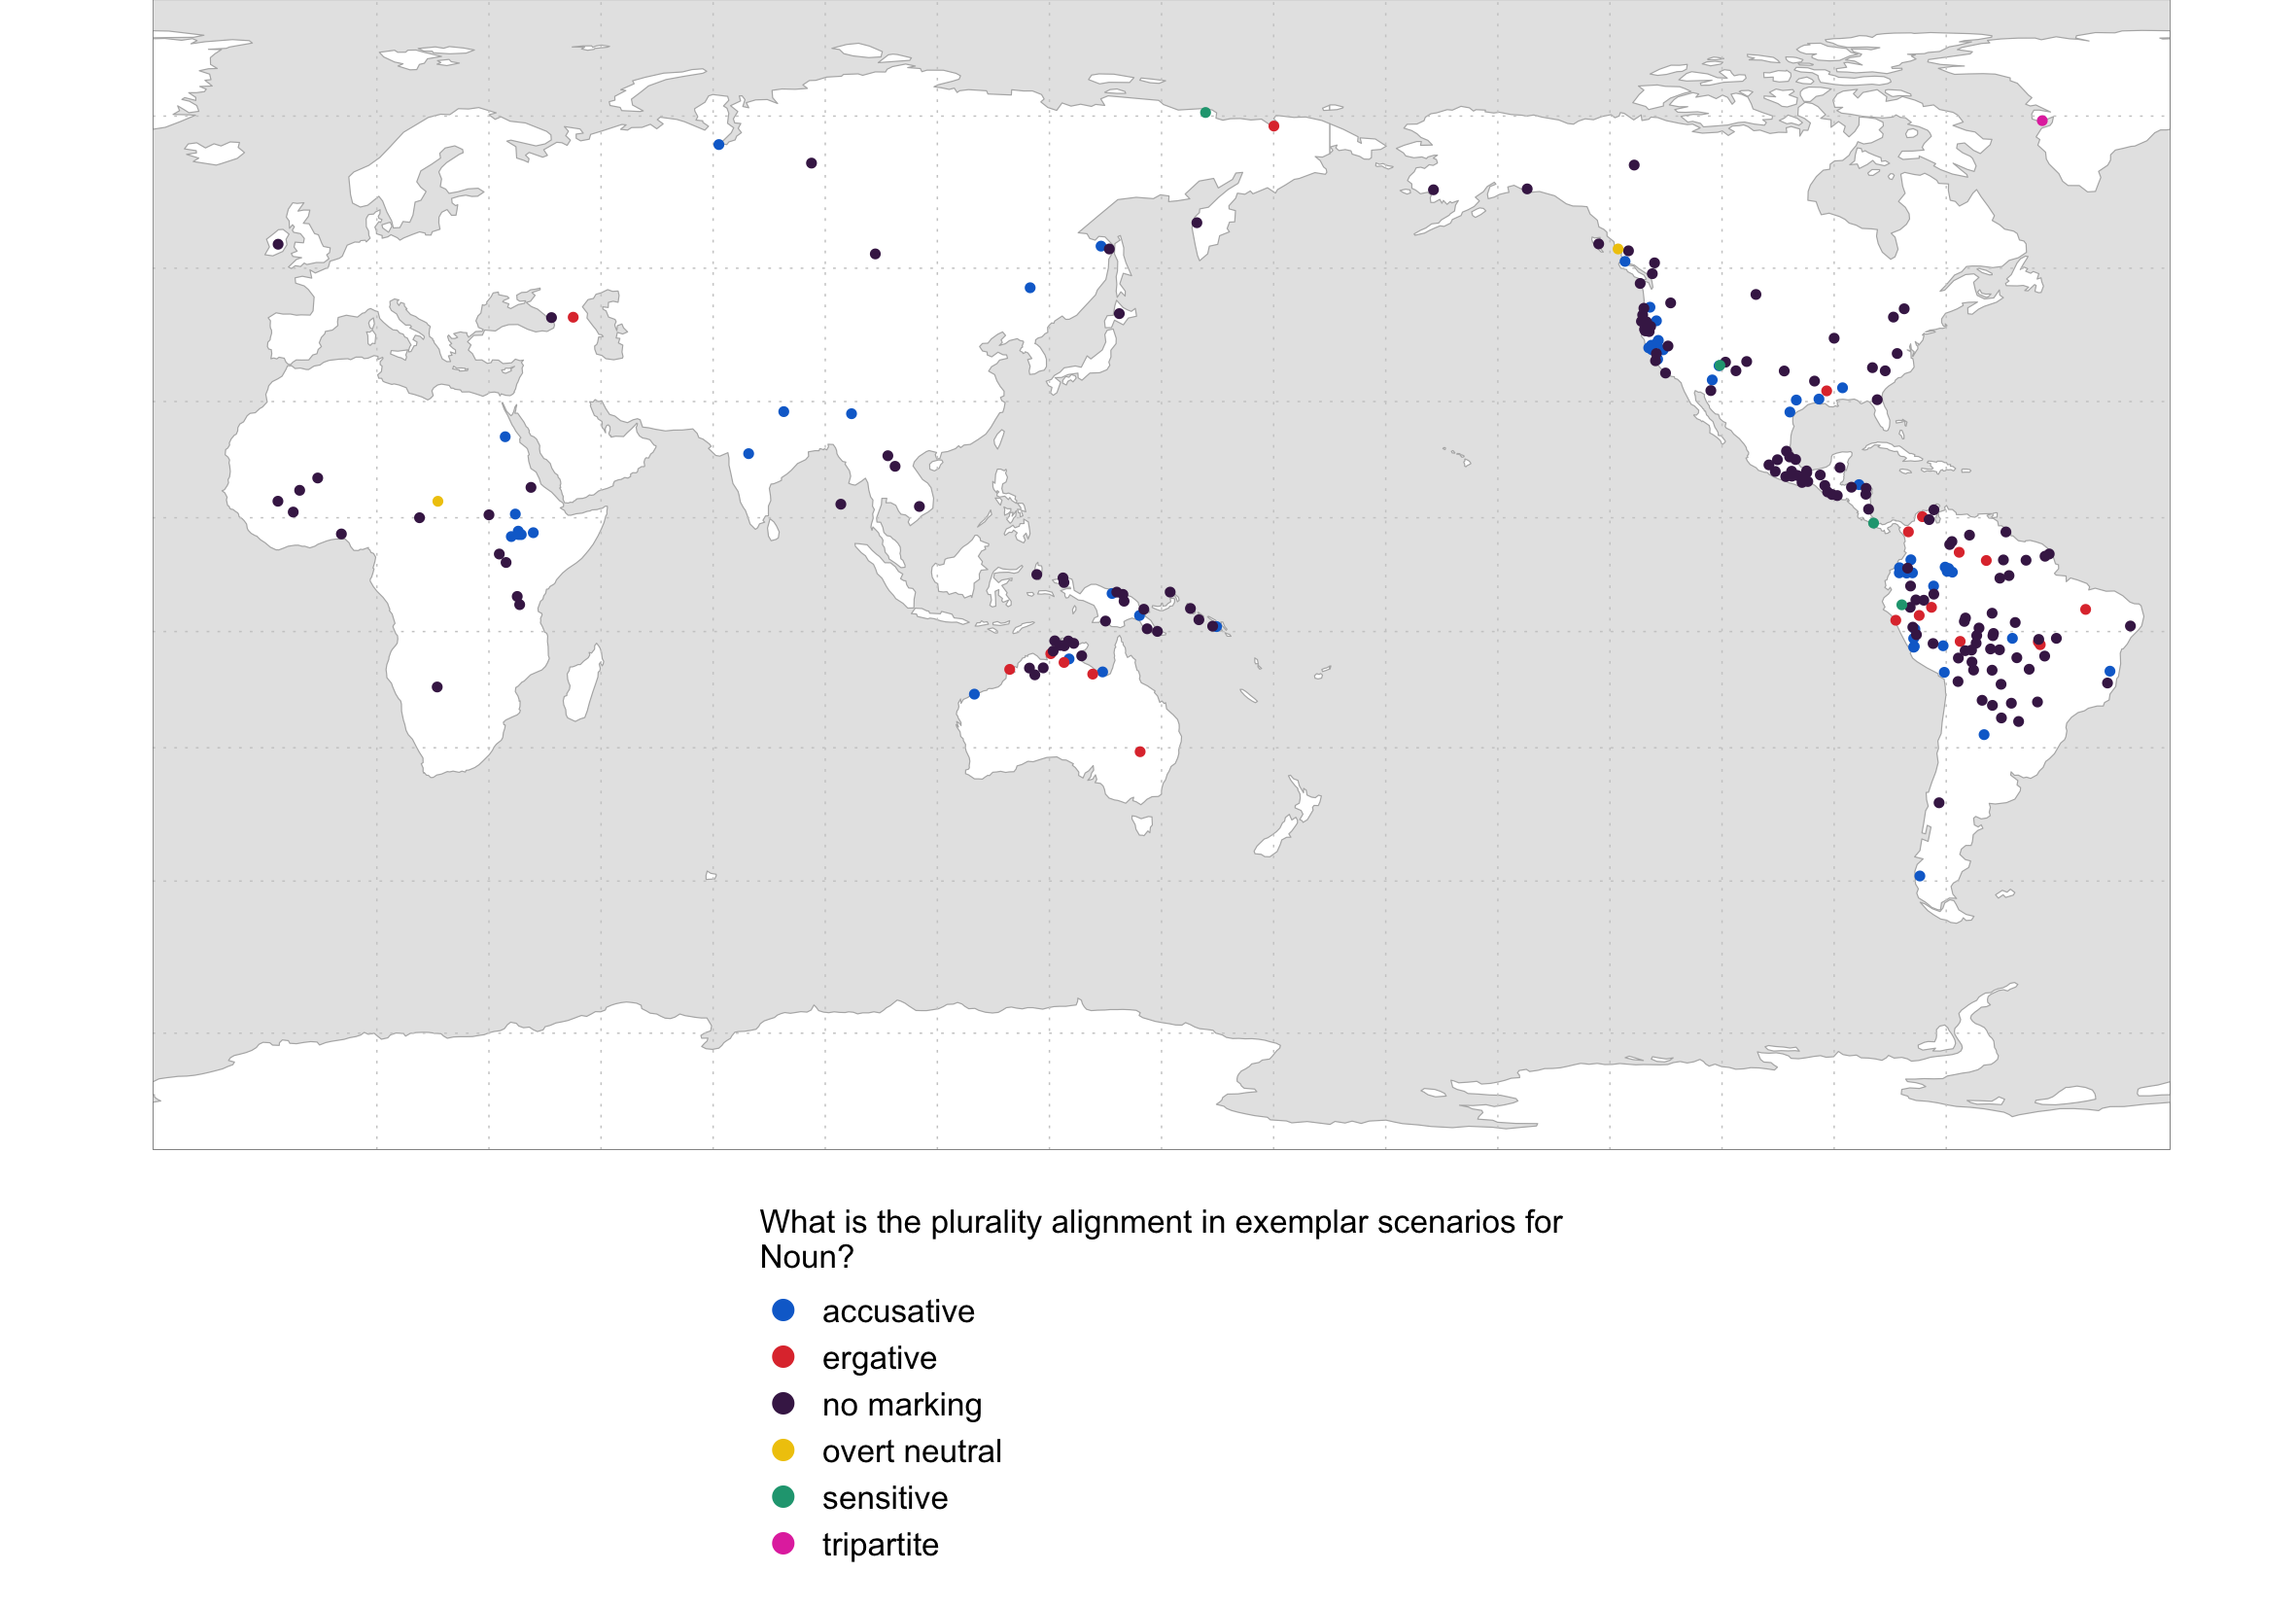 What is the plurality alignment in exemplar scenarios for
Noun?
accusative
ergative
no marking
overt neutral
sensitive
tripartite